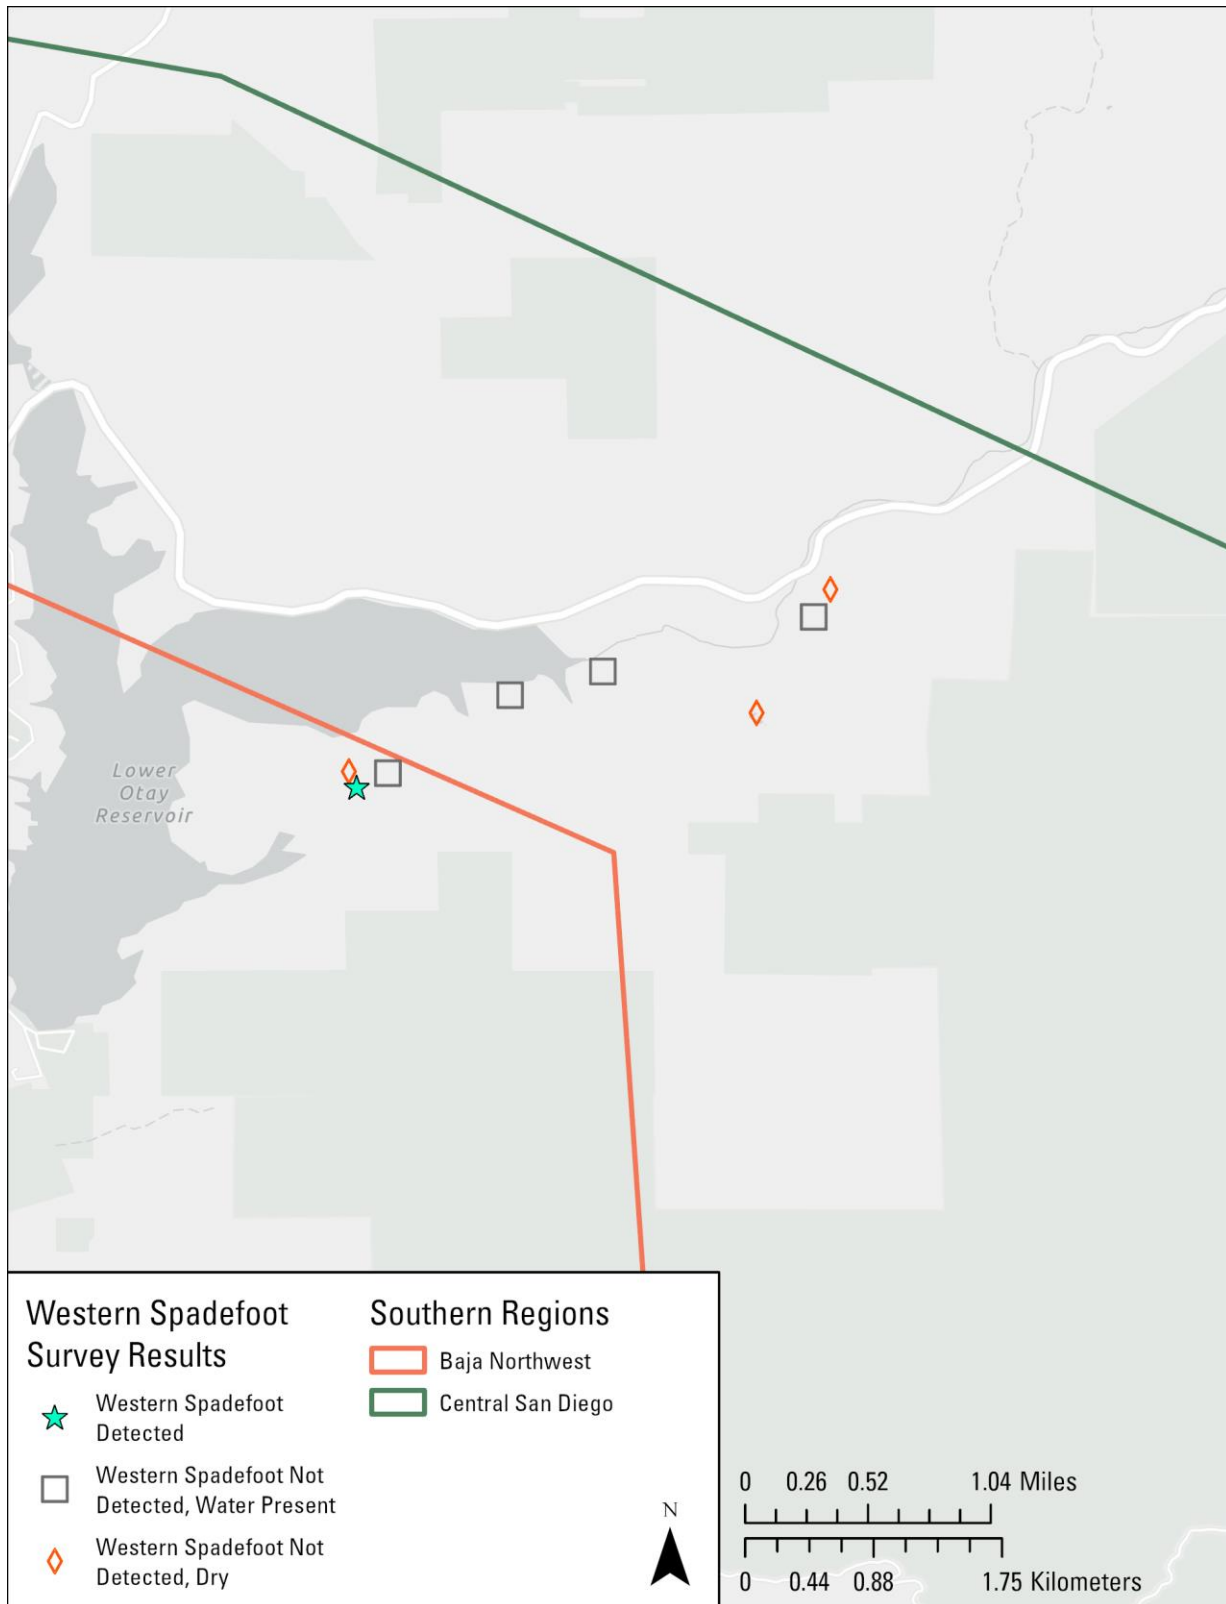 Lower
Otay
Reservoir
Western Spadefoot
Survey Results
Western Spadefoot
Detected
Western Spadefoot Not
Detected, Water Present
Western Spadefoot Not
Detected, Dry
Southern Regions
Baja Northwest
Central San Diego
N
0 0.26 0.52 1.04 Miles
0 0.44 0.88 1.75 Kilometers